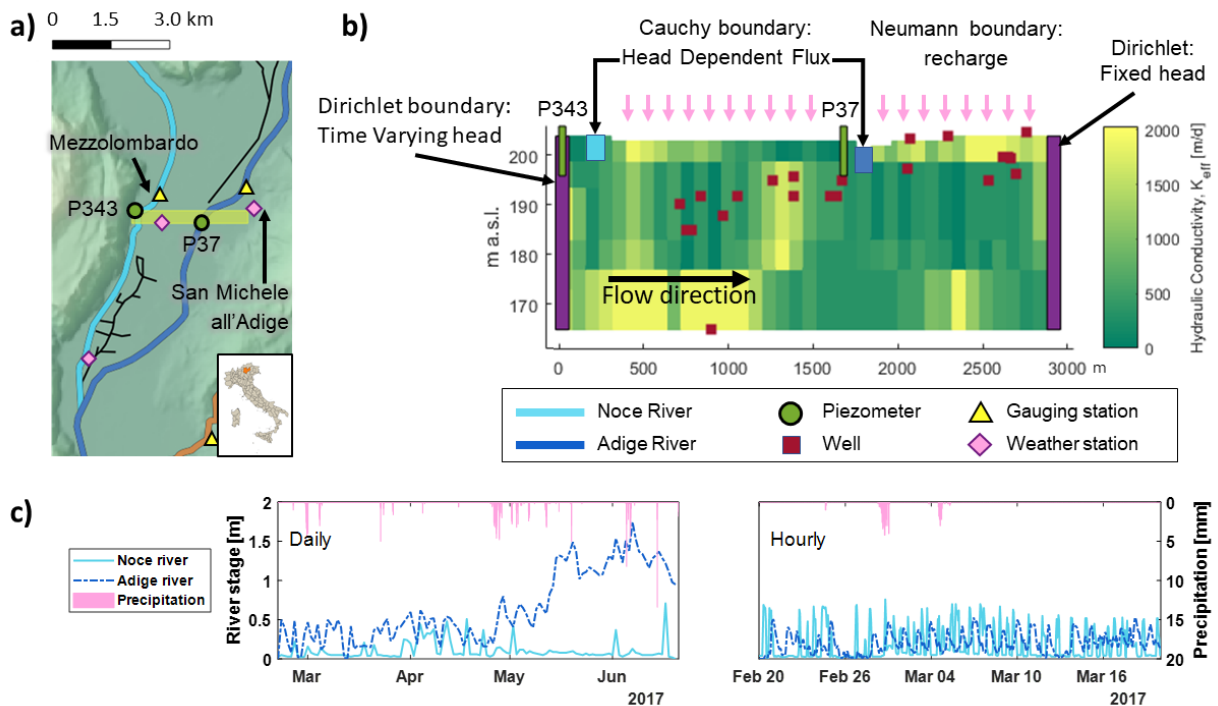 a)
0 1.5 3.0 km
Mezzolombardo
P343
P37
San Michele
all'Adige
b)
Cauchy boundary:
Head Dependent Flux
Neumann boundary:
recharge
Dirichlet:
Fixed head
Dirichlet boundary:
Time Varying head
P343
P37
200
190
180
170
m a.s.l.
Flow direction
0 500 1000 1500 2000 2500 3000 m
2000
1500
1000
500
0
Hydraulic Conductivity, K_eff [m/d]
Noce River
Adige River
Piezometer
Well
Gauging station
Weather station
c)
Noce river
Adige river
Precipitation
River stage [m]
2
1.5
1
0.5
0
Daily
Mar Apr May Jun
2017
Hourly
0
5
10
15
20
Precipitation [mm]
Feb 20 Feb 26 Mar 04 Mar 10 Mar 16
2017